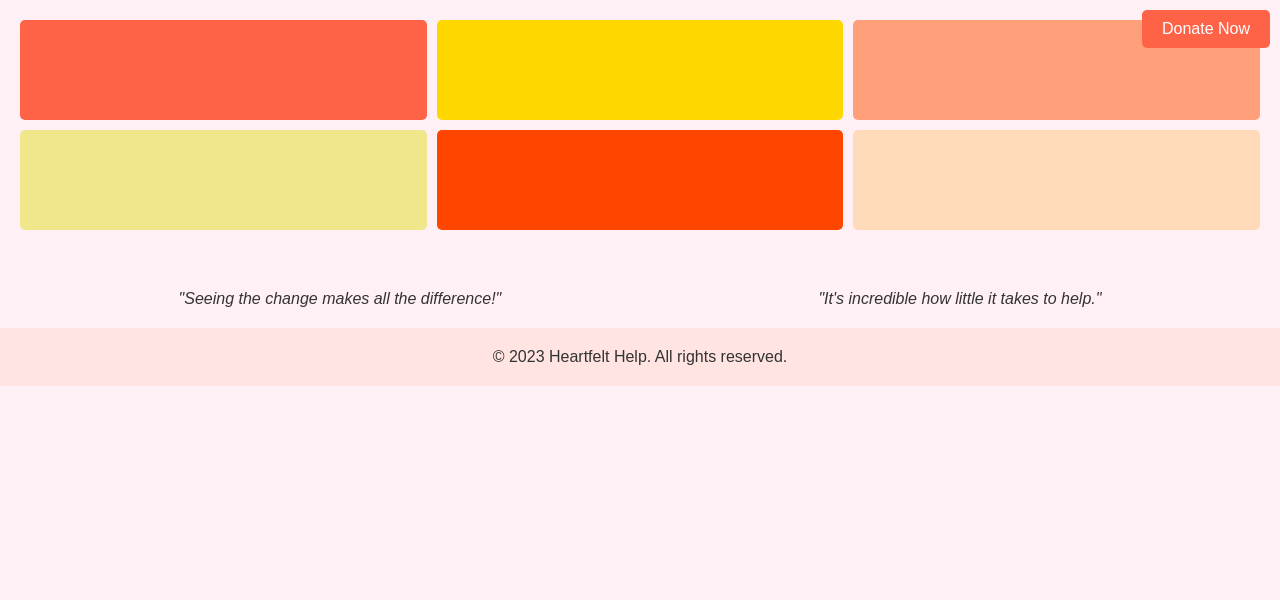 Donate Now
"Seeing the change makes all the difference!"
"It's incredible how little it takes to help."
© 2023 Heartfelt Help. All rights reserved.